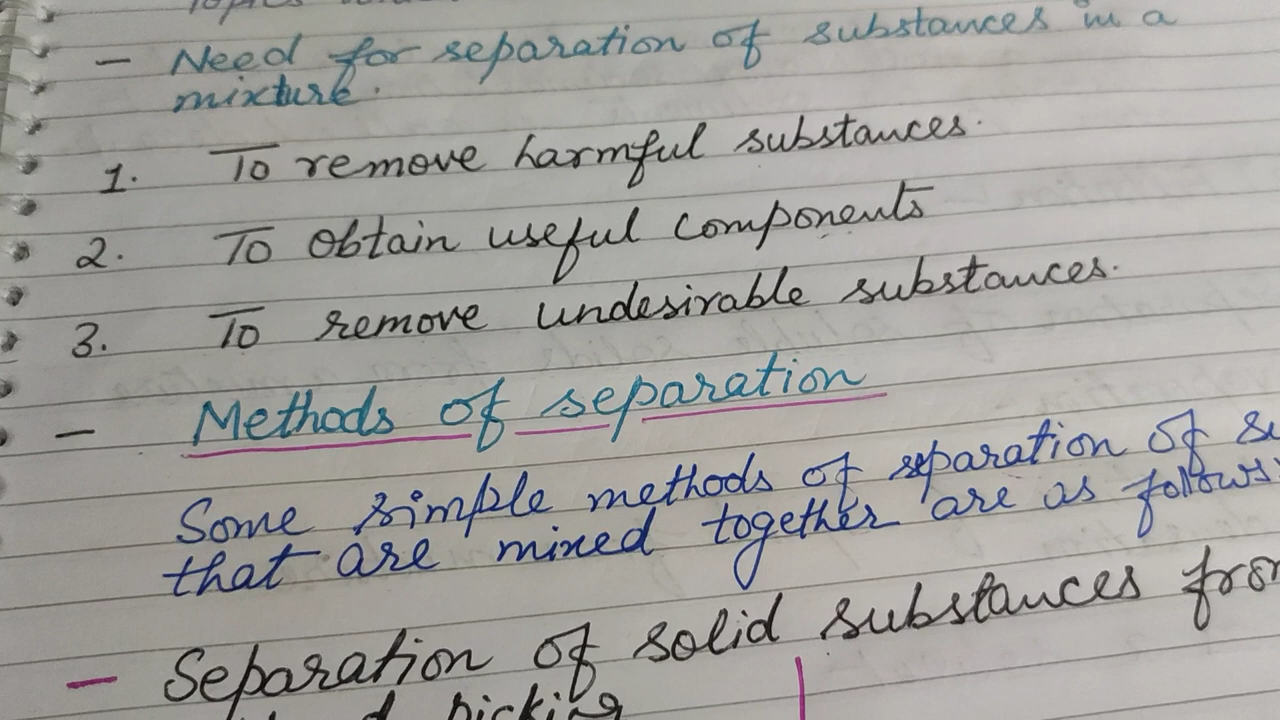 Topics
- Need for separation of substances in a
mixture.
1. To remove harmful substances.
2. To obtain useful components
3. To remove undesirable substances.
- Methods of separation
Some simple methods of separation of
that are mixed together are as follows:
- Separation of solid substances from
picking